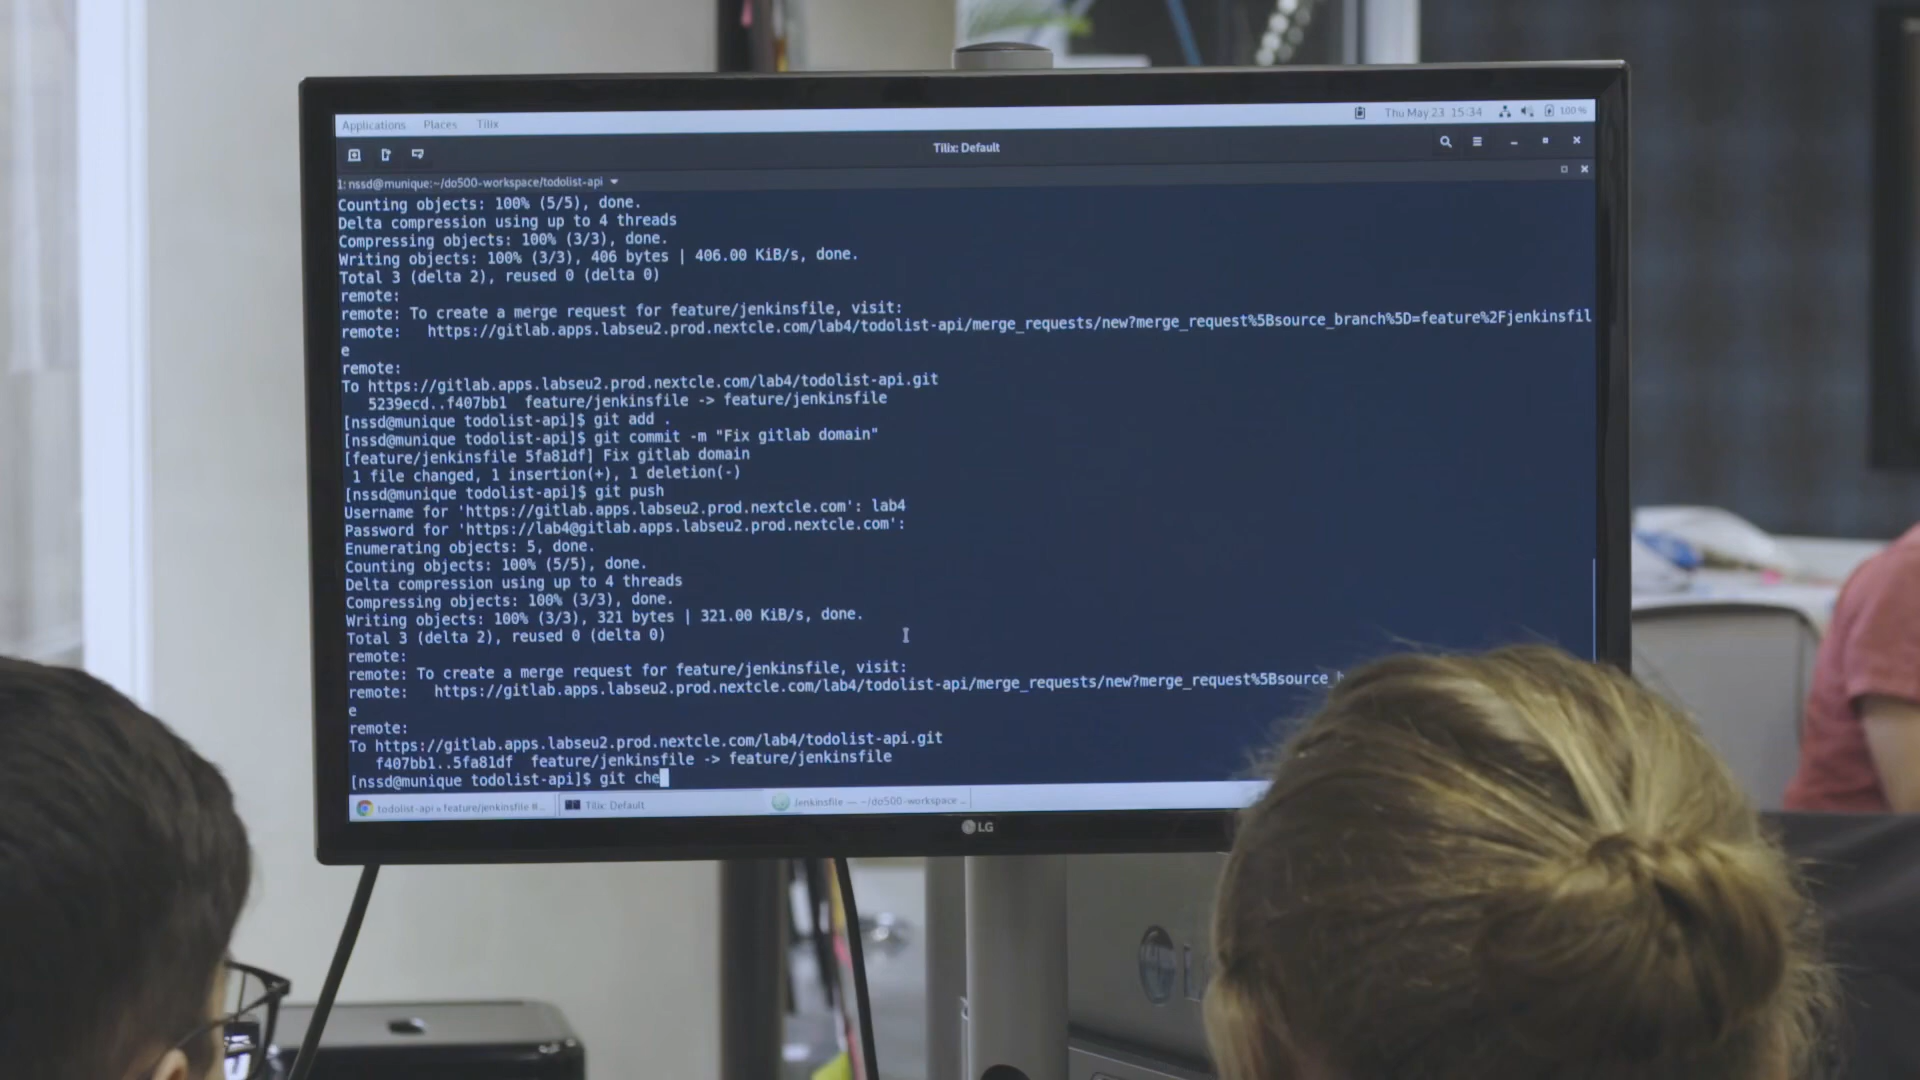 Applications Places Tilix Thu May 23 15:34 100 %
Tilix: Default
1: nssd@munique:~/do500-workspace/todolist-api
Counting objects: 100% (5/5), done.
Delta compression using up to 4 threads
Compressing objects: 100% (3/3), done.
Writing objects: 100% (3/3), 406 bytes | 406.00 KiB/s, done.
Total 3 (delta 2), reused 0 (delta 0)
remote:
remote: To create a merge request for feature/jenkinsfile, visit:
remote:   https://gitlab.apps.labseu2.prod.nextcle.com/lab4/todolist-api/merge_requests/new?merge_request%5Bsource_branch%5D=feature%2Fjenkinsfil
e
remote:
To https://gitlab.apps.labseu2.prod.nextcle.com/lab4/todolist-api.git
   5239ecd..f407bb1  feature/jenkinsfile -> feature/jenkinsfile
[nssd@munique todolist-api]$ git add .
[nssd@munique todolist-api]$ git commit -m "Fix gitlab domain"
[feature/jenkinsfile 5fa81df] Fix gitlab domain
 1 file changed, 1 insertion(+), 1 deletion(-)
[nssd@munique todolist-api]$ git push
Username for 'https://gitlab.apps.labseu2.prod.nextcle.com': lab4
Password for 'https://lab4@gitlab.apps.labseu2.prod.nextcle.com':
Enumerating objects: 5, done.
Counting objects: 100% (5/5), done.
Delta compression using up to 4 threads
Compressing objects: 100% (3/3), done.
Writing objects: 100% (3/3), 321 bytes | 321.00 KiB/s, done.
Total 3 (delta 2), reused 0 (delta 0)
remote:
remote: To create a merge request for feature/jenkinsfile, visit:
remote:   https://gitlab.apps.labseu2.prod.nextcle.com/lab4/todolist-api/merge_requests/new?merge_request%5Bsource_
e
remote:
To https://gitlab.apps.labseu2.prod.nextcle.com/lab4/todolist-api.git
   f407bb1..5fa81df  feature/jenkinsfile -> feature/jenkinsfile
[nssd@munique todolist-api]$ git che
todolist-api » feature/jenkinsfile #... Tilix: Default Jenkinsfile — ~/do500-workspace ...
LG